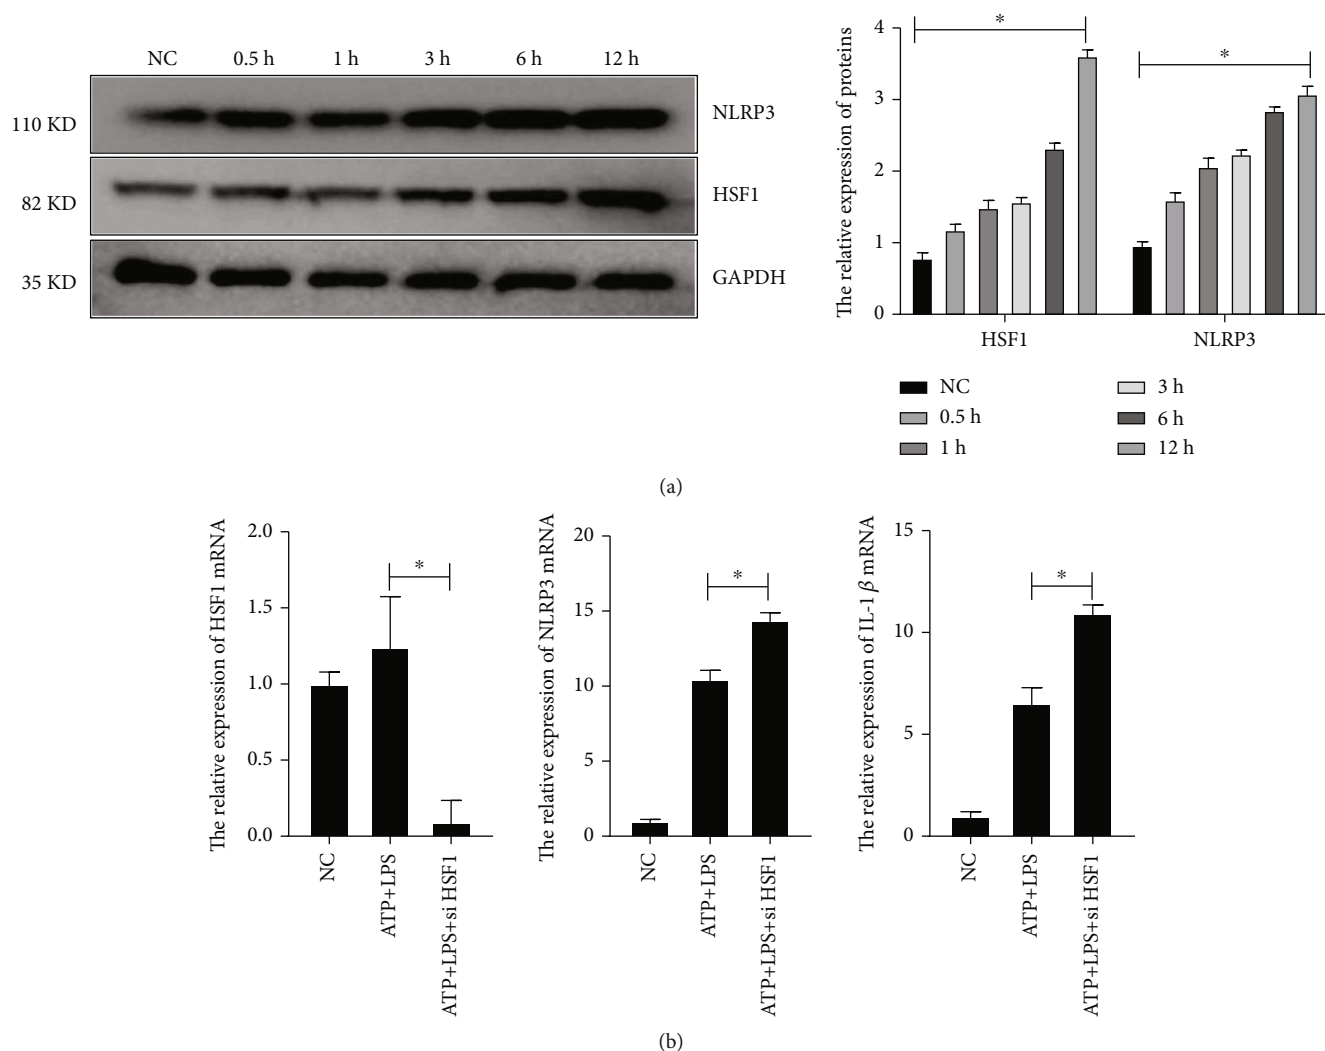 NC 0.5 h 1 h 3 h 6 h 12 h
110 KD NLRP3
82 KD HSF1
35 KD GAPDH
The relative expression of proteins
4
3
2
1
0
*
*
HSF1 NLRP3
NC 3 h
0.5 h 6 h
1 h 12 h
(a)
The relative expression of HSF1 mRNA
2.0
1.5
1.0
0.5
0.0
*
NC
ATP+LPS
ATP+LPS+si HSF1
The relative expression of NLRP3 mRNA
20
15
10
5
0
*
NC
ATP+LPS
ATP+LPS+si HSF1
The relative expression of IL-1 β mRNA
15
10
5
0
*
NC
ATP+LPS
ATP+LPS+si HSF1
(b)